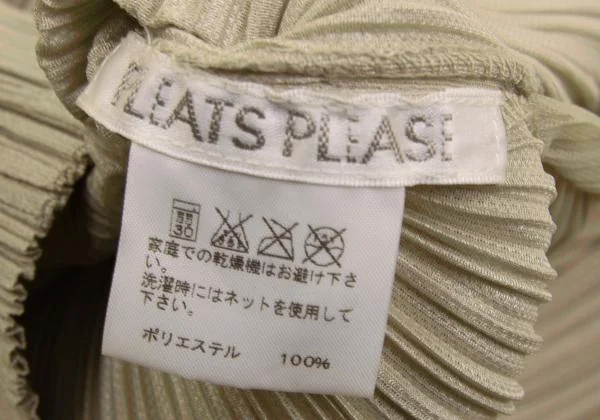 PLEATS PLEASE
30
家庭での乾燥機はお避け下さ
い。
洗濯時にはネットを使用して
下さい。
ポリエステル 100%